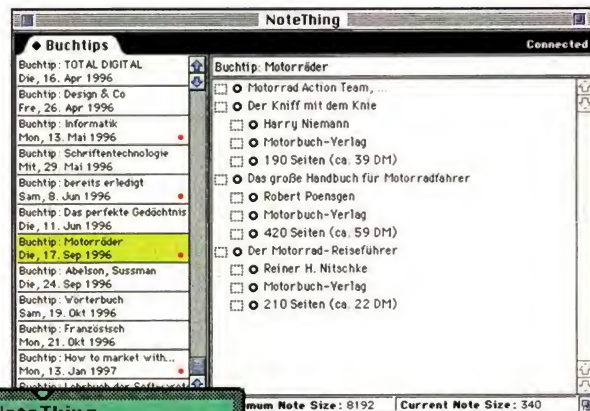 NoteThing
Buchtips
Connected
Buchtip: TOTAL DIGITAL
Die, 16. Apr 1996
Buchtip: Design & Co
Fre, 26. Apr 1996
Buchtip: Informatik
Mon, 13. Mai 1996
Buchtip: Schriftentechnologie
Mit, 29. Mai 1996
Buchtip: bereits erledigt
Sam, 8. Jun 1996
Buchtip: Das perfekte Gedächtnis
Die, 11. Jun 1996
Buchtip: Motorräder
Die, 17. Sep 1996
Buchtip: Abelson, Sussman
Die, 24. Sep 1996
Buchtip: Wörterbuch
Sam, 19. Okt 1996
Buchtip: Französisch
Mon, 21. Okt 1996
Buchtip: How to market with...
Mon, 13. Jan 1997
Buchtip: Lehrbuch der
Buchtip: Motorräder
Motorrad Action Team, ...
Der Kniff mit dem Knie
Harry Niemann
Motorbuch-Verlag
190 Seiten (ca. 39 DM)
Das große Handbuch für Motorradfahrer
Robert Poensgen
Motorbuch-Verlag
420 Seiten (ca. 59 DM)
Der Motorrad-Reiseführer
Reiner H. Nitschke
Motorbuch-Verlag
210 Seiten (ca. 22 DM)
mum Note Size: 8192
Current Note Size: 340